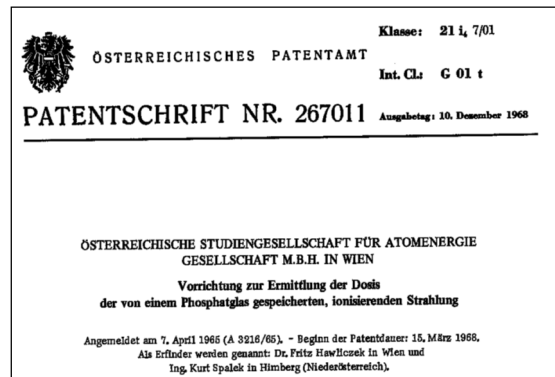 Klasse: 21 i, 7/01
ÖSTERREICHISCHES PATENTAMT
Int. Cl.: G 01 t
PATENTSCHRIFT NR. 267011
Ausgabetag: 10. Dezember 1968
ÖSTERREICHISCHE STUDIENGESELLSCHAFT FÜR ATOMENERGIE
GESELLSCHAFT M.B.H. IN WIEN
Vorrichtung zur Ermittlung der Dosis
der von einem Phosphatglas gespeicherten, ionisierenden Strahlung
Angemeldet am 7. April 1965 (A 3216/65). - Beginn der Patentdauer: 15. März 1968.
Als Erfinder werden genannt: Dr. Fritz Hawliczek in Wien und
Ing. Kurt Spalek in Himberg (Niederösterreich).